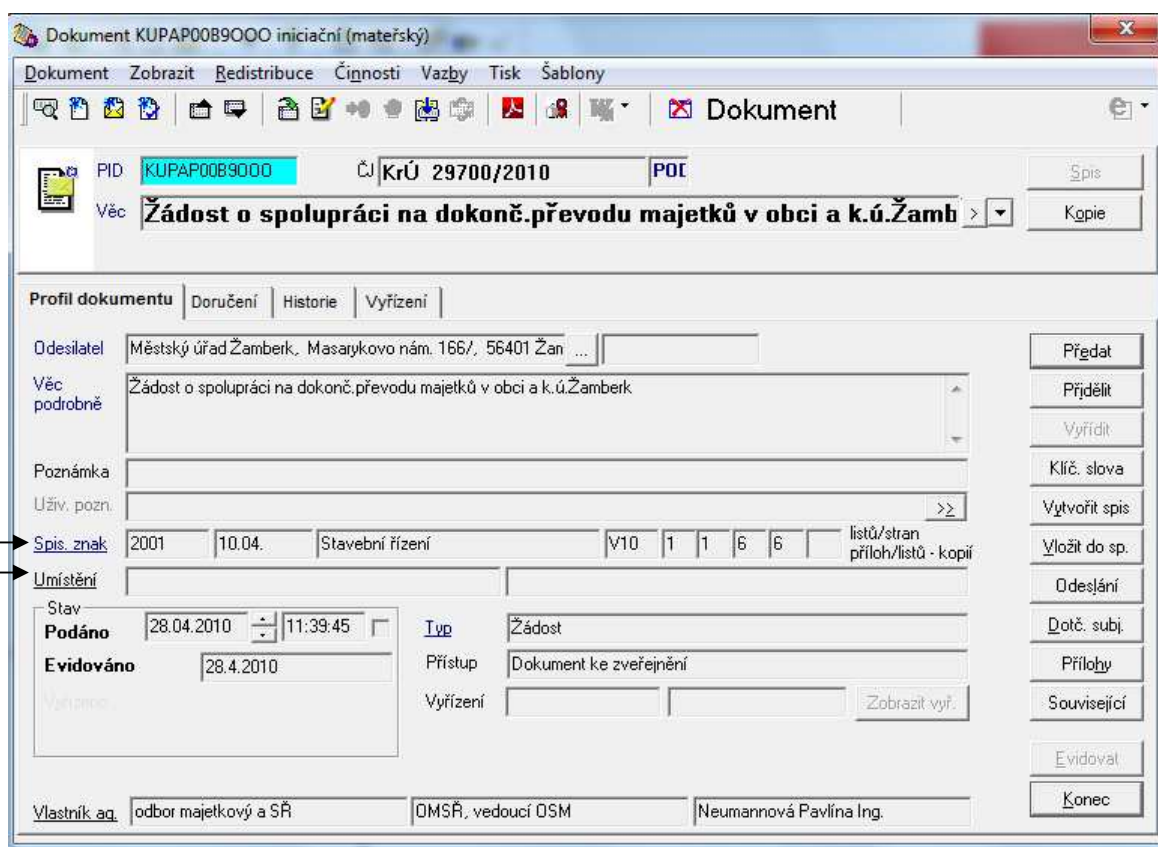 Dokument KUPAP00B9OOO iniciační (mateřský)
Dokument Zobrazit Redistribuce Činnosti Vazby Tisk Šablony
Dokument
PID KUPAP00B9OOO ČJ KrÚ 29700/2010 Spis
Věc Žádost o spolupráci na dokonč.převodu majetků v obci a k.ú.Žamb > Kopie
Profil dokumentu Doručení Historie Vyřízení
Odesilatel Městský úřad Žamberk, Masarykovo nám. 166/, 56401 Žan ... Předat
Věc podrobně Žádost o spolupráci na dokonč.převodu majetků v obci a k.ú.Žamberk Přidělit
Vyřídit
Poznámka Klíč. slova
Uživ. pozn. >> Vytvořit spis
Spis. znak 2001 10.04. Stavební řízení V10 1 1 6 6 listů/stran příloh/listů - kopií Vložit do sp.
Umístění Odeslání
Stav
Podáno 28.04.2010 11:39:45 Typ Žádost Dotč. subj.
Evidováno 28.4.2010 Přístup Dokument ke zveřejnění Přílohy
Vyřízení Zobrazit vyř. Související
Evidovat
Vlastník ag. odbor majetkový a SŘ OMSŘ, vedoucí OSM Neumannová Pavlína Ing. Konec